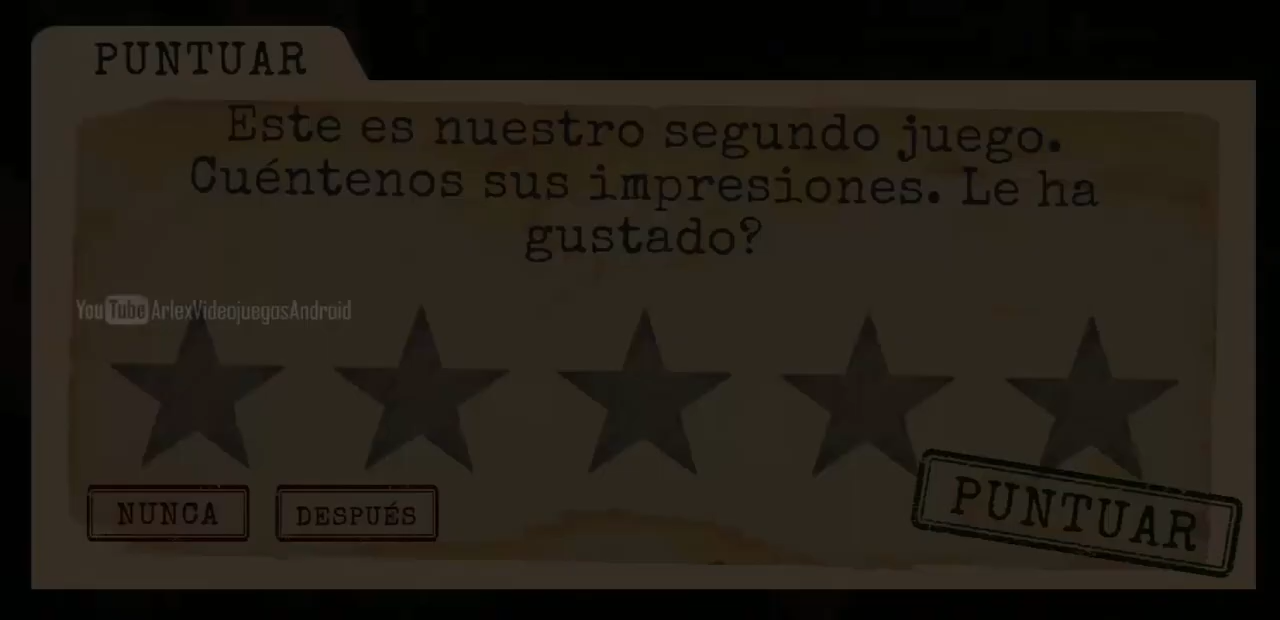 PUNTUAR
Este es nuestro segundo juego.
Cuéntenos sus impresiones. Le ha
gustado?
YouTube ArlexVideojuegosAndroid
NUNCA
DESPUÉS
PUNTUAR